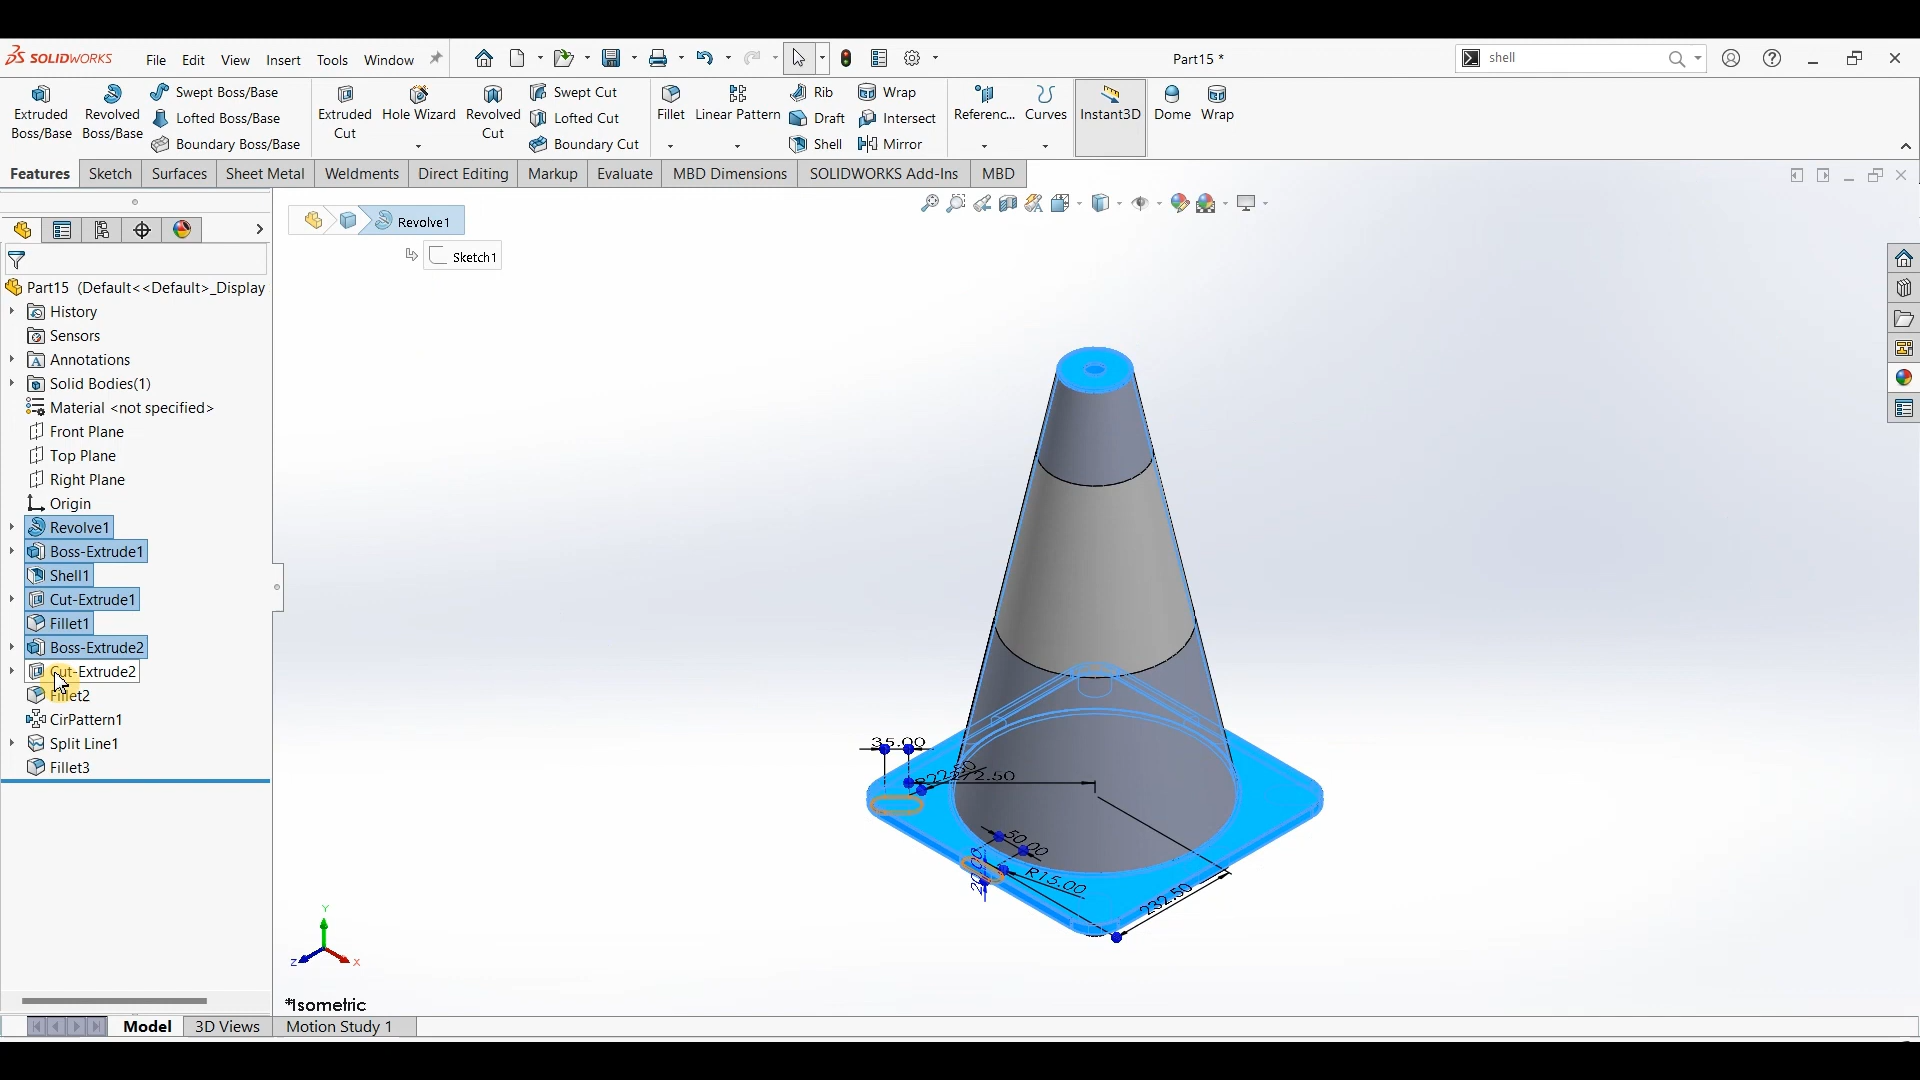 SOLIDWORKS File Edit View Insert Tools Window Part15 * shell
Extruded Boss/Base Revolved Boss/Base Swept Boss/Base Lofted Boss/Base Boundary Boss/Base Extruded Cut Hole Wizard Revolved Cut Swept Cut Lofted Cut Boundary Cut Fillet Linear Pattern Rib Draft Shell Wrap Intersect Mirror Referenc... Curves Instant3D Dome Wrap
Features Sketch Surfaces Sheet Metal Weldments Direct Editing Markup Evaluate MBD Dimensions SOLIDWORKS Add-Ins MBD
Revolve1
Sketch1
Part15 (Default<<Default>_Display
History
Sensors
Annotations
Solid Bodies(1)
Material <not specified>
Front Plane
Top Plane
Right Plane
Origin
Revolve1
Boss-Extrude1
Shell1
Cut-Extrude1
Fillet1
Boss-Extrude2
Cut-Extrude2
Fillet2
CirPattern1
Split Line1
Fillet3
35.00
50.00
R15.00
232.50
Y
Z
X
*Isometric
Model 3D Views Motion Study 1